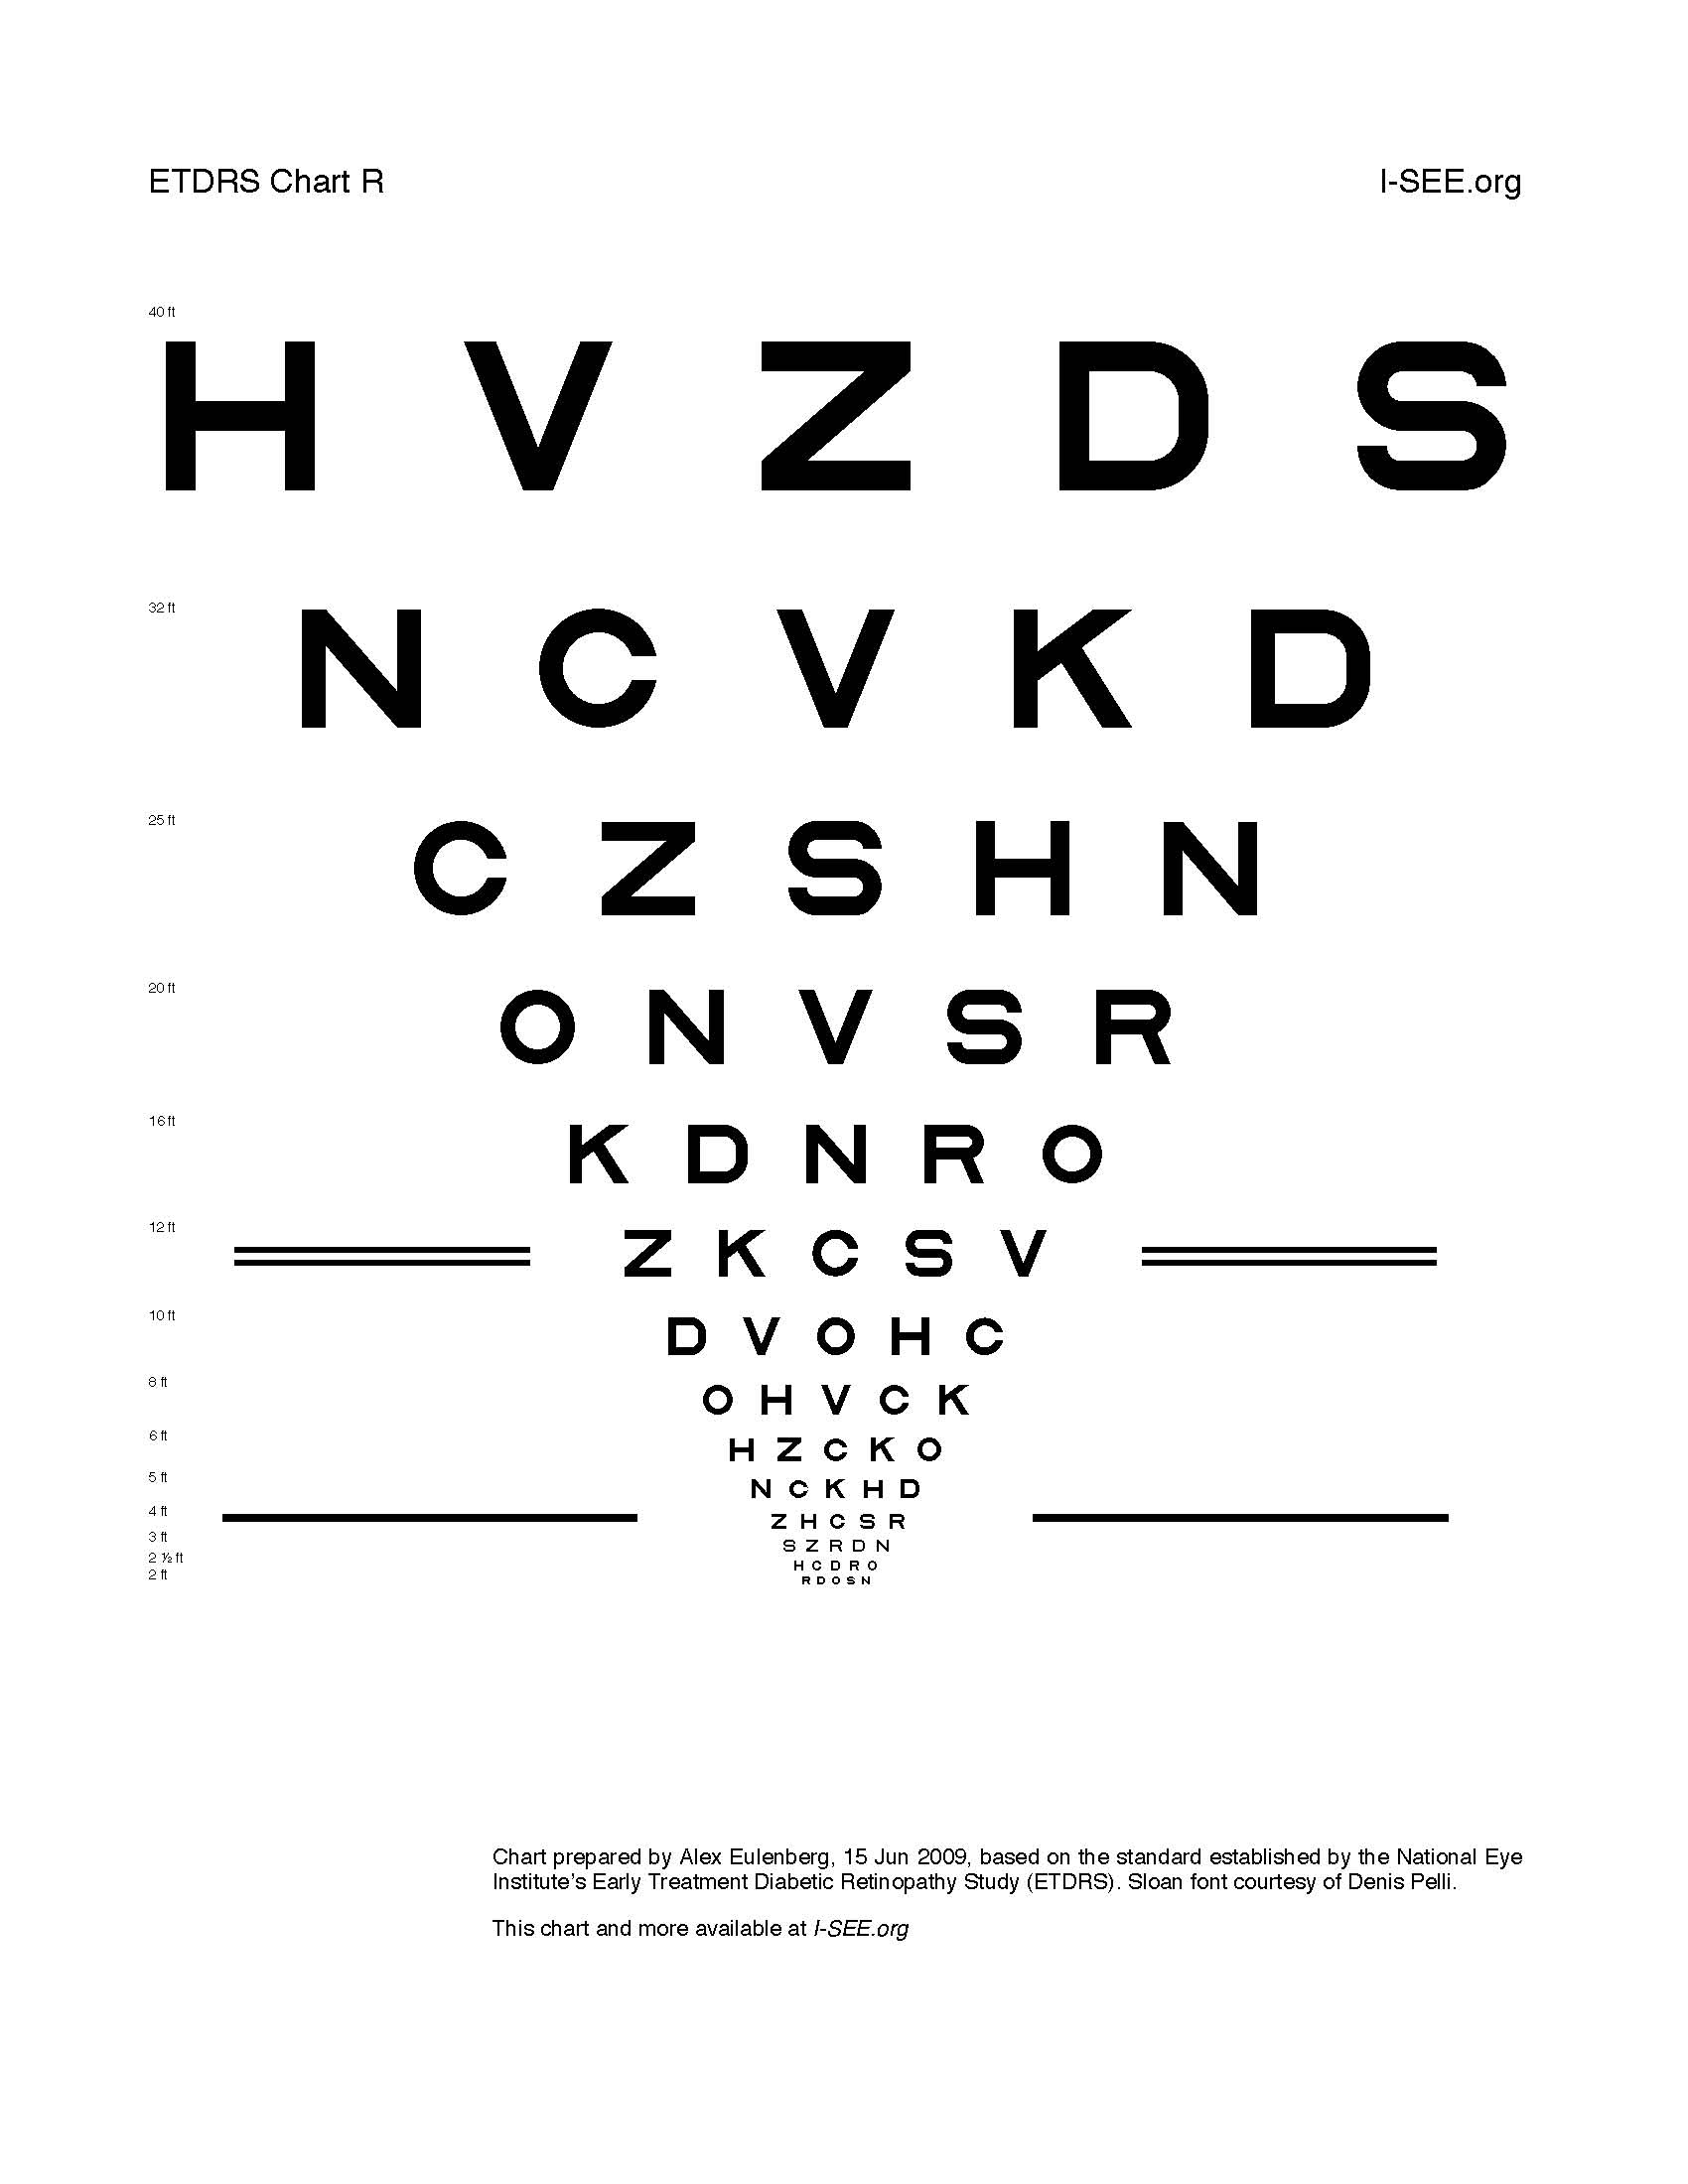 ETDRS Chart R
I-SEE.org
40 ft
H V Z D S
32 ft
N C V K D
25 ft
C Z S H N
20 ft
O N V S R
16 ft
K D N R O
12 ft
Z K C S V
10 ft
D V O H C
8 ft
O H V C K
6 ft
H Z C K O
5 ft
N C K H D
4 ft
Z H C S R
3 ft
S Z R D N
2 ½ ft
H C D R O
2 ft
R D O S N
Chart prepared by Alex Eulenberg, 15 Jun 2009, based on the standard established by the National Eye
Institute's Early Treatment Diabetic Retinopathy Study (ETDRS). Sloan font courtesy of Denis Pelli.
This chart and more available at I-SEE.org